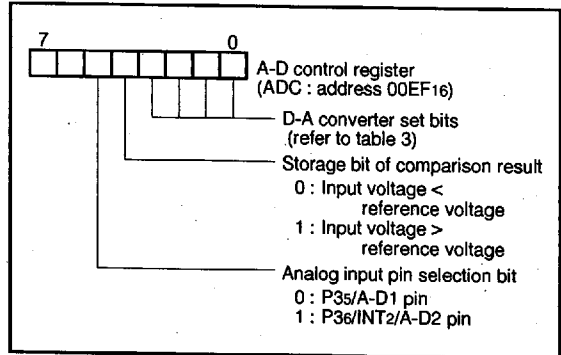 7 0
A-D control register
(ADC : address 00EF16)
D-A converter set bits
(refer to table 3)
Storage bit of comparison result
0 : Input voltage <
reference voltage
1 : Input voltage >
reference voltage
Analog input pin selection bit
0 : P35/A-D1 pin
1 : P36/INT2/A-D2 pin